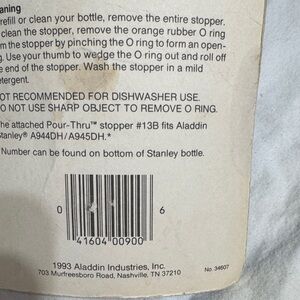 aning
refill or clean your bottle, remove the entire stopper.
clean the stopper, remove the orange rubber O ring
m the stopper by pinching the O ring to form an open-
g. Use your thumb to wedge the O ring out and roll off
e end of the stopper. Wash the stopper in a mild
etergent.
OT RECOMMENDED FOR DISHWASHER USE.
O NOT USE SHARP OBJECT TO REMOVE O RING.
he attached Pour-Thru™ stopper #13B fits Aladdin
tanley® A944DH/A945DH.*
Number can be found on bottom of Stanley bottle.
0 41604 00900 6
1993 Aladdin Industries, Inc.
703 Murfreesboro Road, Nashville, TN 37210
No. 34607